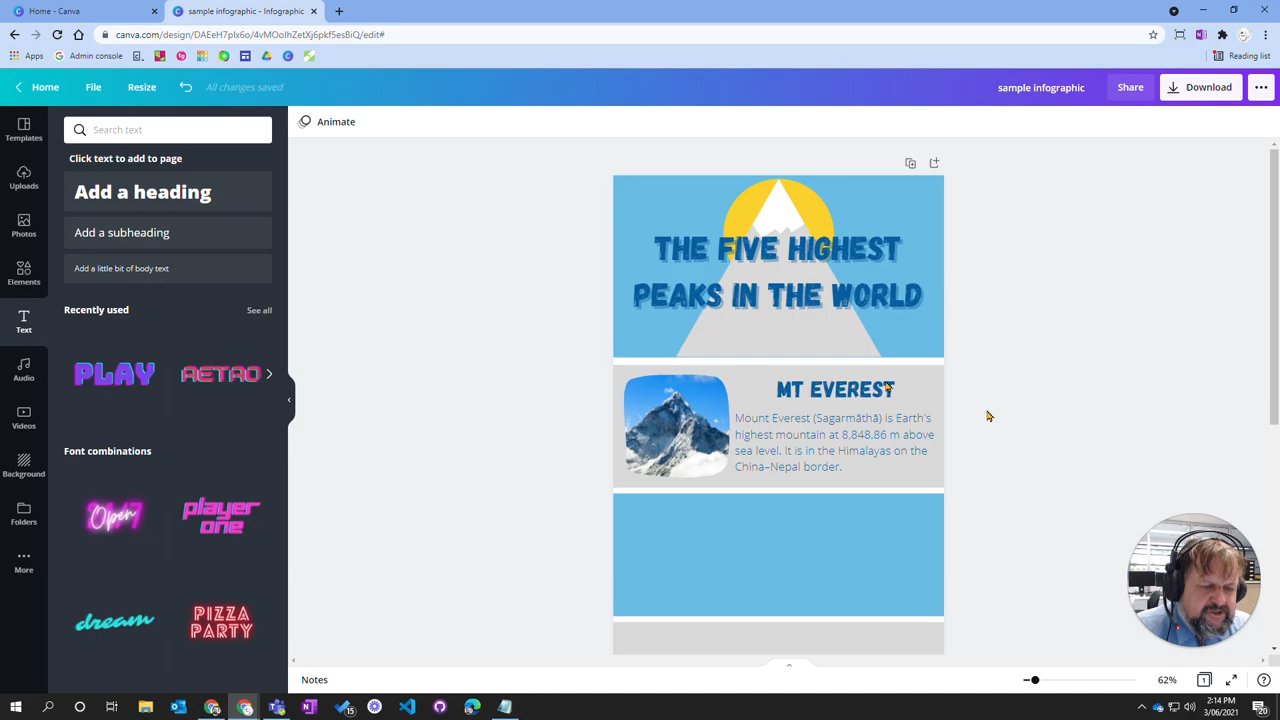 Home - Canva
sample infographic - Infographic
canva.com/design/DAEeH7pIx6o/4vMOoIhZetXj6pkf5esBiQ/edit#
Apps
Admin console
Reading list
Home
File
Resize
All changes saved
sample infographic
Share
Download
Templates
Uploads
Photos
Elements
Text
Audio
Videos
Background
Folders
More
Search text
Click text to add to page
Add a heading
Add a subheading
Add a little bit of body text
Recently used
See all
PLAY
RETRO
Font combinations
Open
player
one
dream
PIZZA
PARTY
Animate
THE FIVE HIGHEST
PEAKS IN THE WORLD
MT EVEREST
Mount Everest (Sagarmāthā) is Earth's
highest mountain at 8,848.86 m above
sea level. It is in the Himalayas on the
China–Nepal border.
Notes
62%
1
15
2:14 PM
3/06/2021
20